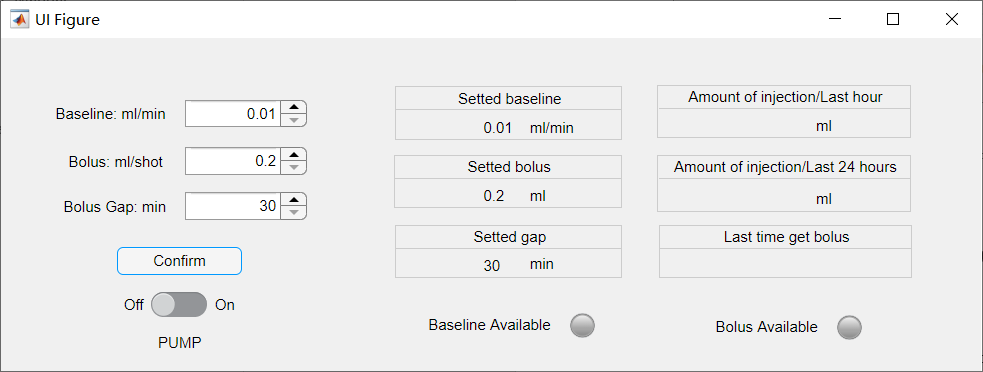 UI Figure
Baseline: ml/min
0.01
Bolus: ml/shot
0.2
Bolus Gap: min
30
Confirm
Off
On
PUMP
Setted baseline
0.01 ml/min
Setted bolus
0.2 ml
Setted gap
30 min
Baseline Available
Amount of injection/Last hour
ml
Amount of injection/Last 24 hours
ml
Last time get bolus
Bolus Available